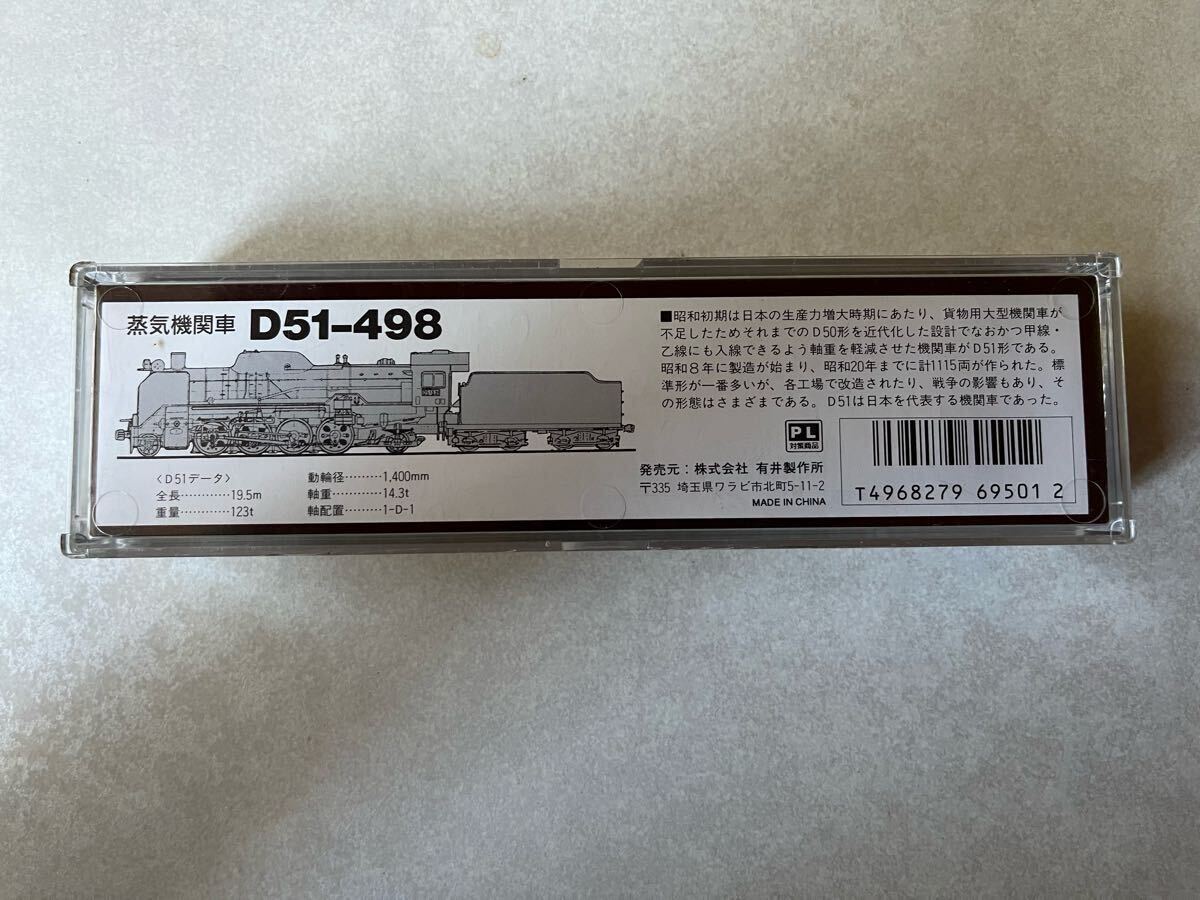 蒸気機関車 D51-498
〈D51データ〉
全長…………19.5m
重量…………123t
動輪径………1,400mm
軸重…………14.3t
軸配置………1-D-1
■昭和初期は日本の生産力増大時期にあたり、貨物用大型機関車が
不足したためそれまでのD50形を近代化した設計でなおかつ甲線・
乙線にも入線できるよう軸重を軽減させた機関車がD51形である。
昭和8年に製造が始まり、昭和20年までに計1115両が作られた。標
準形が一番多いが、各工場で改造されたり、戦争の影響もあり、そ
の形態はさまざまである。D51は日本を代表する機関車であった。
PL
対策商品
発売元：株式会社 有井製作所
〒335 埼玉県ワラビ市北町5-11-2
MADE IN CHINA
T4968279 69501 2